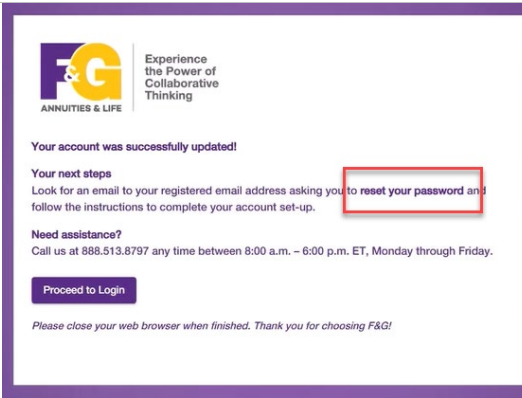 F&G
ANNUITIES & LIFE
Experience
the Power of
Collaborative
Thinking
Your account was successfully updated!
Your next steps
Look for an email to your registered email address asking you to reset your password and
follow the instructions to complete your account set-up.
Need assistance?
Call us at 888.513.8797 any time between 8:00 a.m. – 6:00 p.m. ET, Monday through Friday.
Proceed to Login
Please close your web browser when finished. Thank you for choosing F&G!